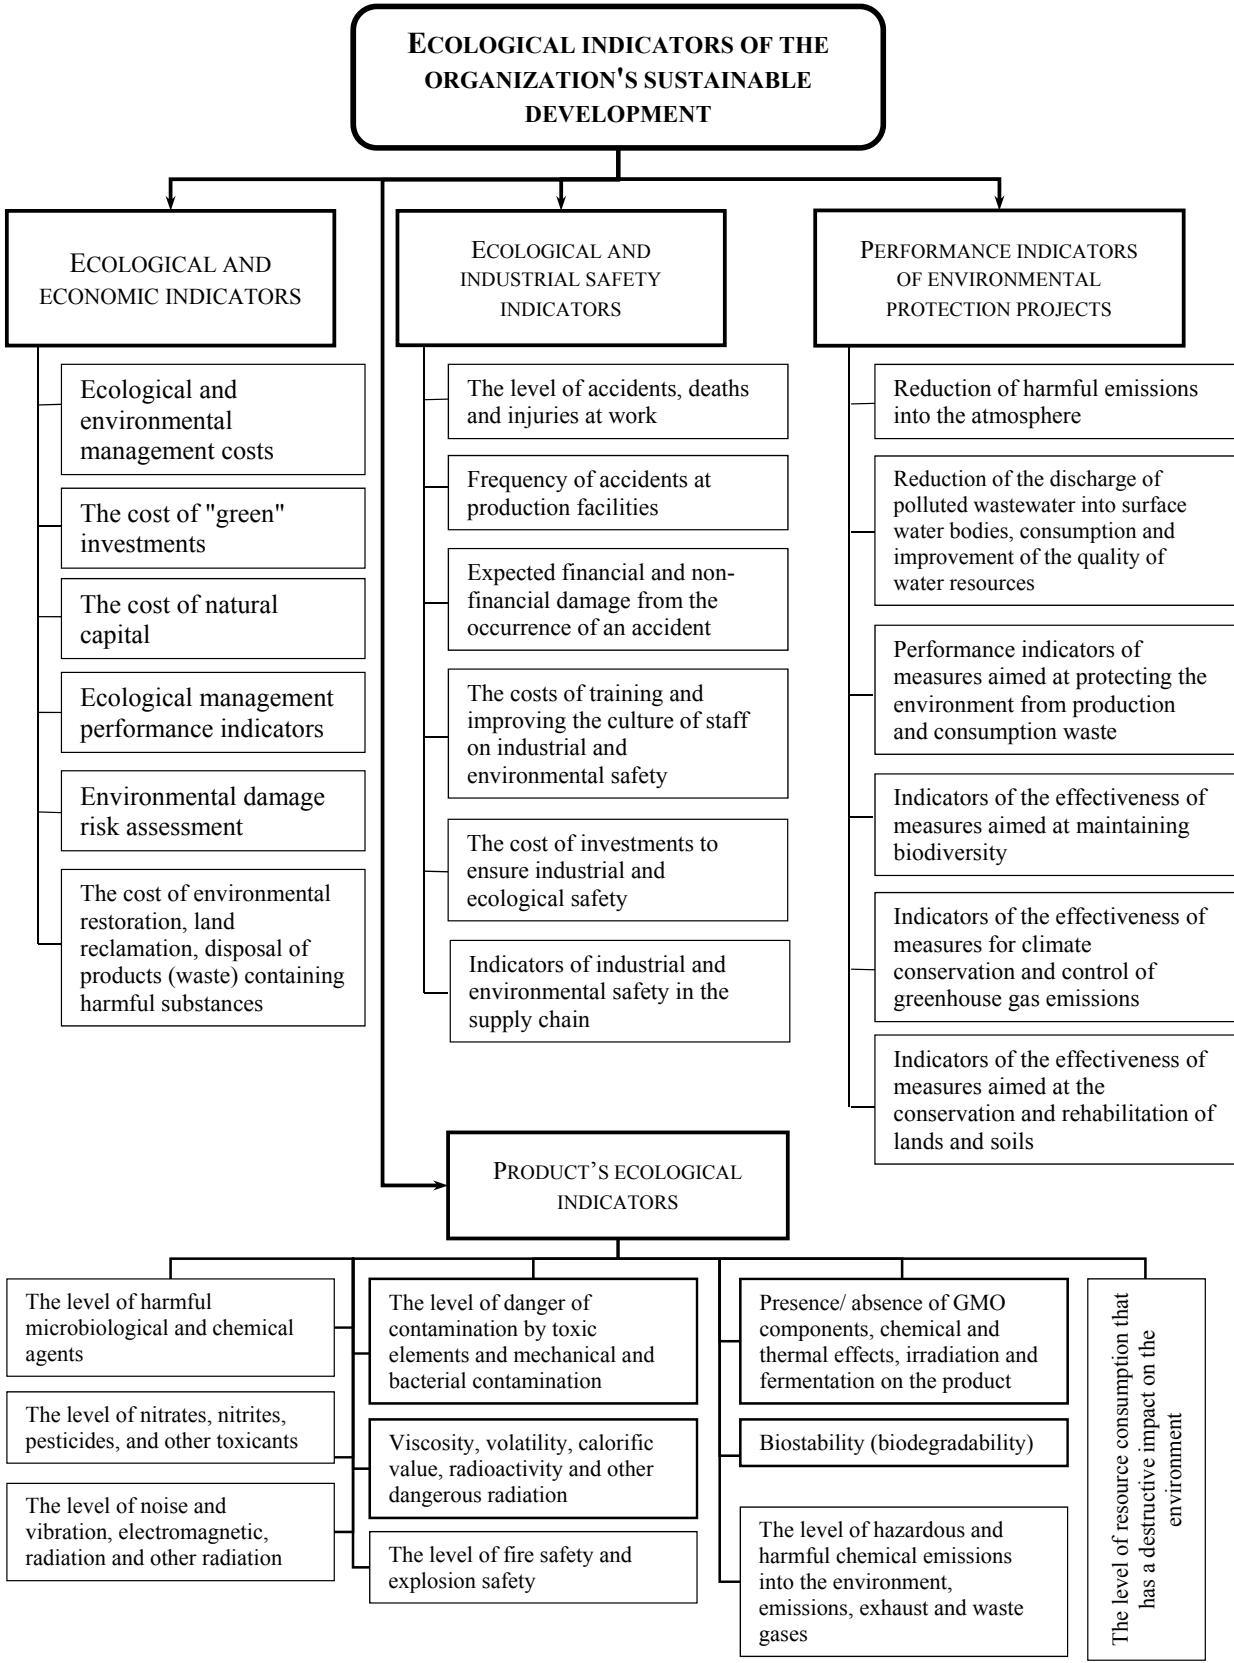 ECOLOGICAL INDICATORS OF THE
ORGANIZATION'S SUSTAINABLE
DEVELOPMENT
ECOLOGICAL AND
ECONOMIC INDICATORS
Ecological and
environmental
management costs
The cost of "green"
investments
The cost of natural
capital
Ecological management
performance indicators
Environmental damage
risk assessment
The cost of environmental
restoration, land
reclamation, disposal of
products (waste) containing
harmful substances
ECOLOGICAL AND
INDUSTRIAL SAFETY
INDICATORS
The level of accidents, deaths
and injuries at work
Frequency of accidents at
production facilities
Expected financial and non-
financial damage from the
occurrence of an accident
The costs of training and
improving the culture of staff
on industrial and
environmental safety
The cost of investments to
ensure industrial and
ecological safety
Indicators of industrial and
environmental safety in the
supply chain
PERFORMANCE INDICATORS
OF ENVIRONMENTAL
PROTECTION PROJECTS
Reduction of harmful emissions
into the atmosphere
Reduction of the discharge of
polluted wastewater into surface
water bodies, consumption and
improvement of the quality of
water resources
Performance indicators of
measures aimed at protecting the
environment from production
and consumption waste
Indicators of the effectiveness of
measures aimed at maintaining
biodiversity
Indicators of the effectiveness of
measures for climate
conservation and control of
greenhouse gas emissions
Indicators of the effectiveness of
measures aimed at the
conservation and rehabilitation of
lands and soils
PRODUCT’S ECOLOGICAL
INDICATORS
The level of harmful
microbiological and chemical
agents
The level of nitrates, nitrites,
pesticides, and other toxicants
The level of noise and
vibration, electromagnetic,
radiation and other radiation
The level of danger of
contamination by toxic
elements and mechanical and
bacterial contamination
Viscosity, volatility, calorific
value, radioactivity and other
dangerous radiation
The level of fire safety and
explosion safety
Presence/ absence of GMO
components, chemical and
thermal effects, irradiation and
fermentation on the product
Biostability (biodegradability)
The level of hazardous and
harmful chemical emissions
into the environment,
emissions, exhaust and waste
gases
The level of resource consumption that
has a destructive impact on the
environment